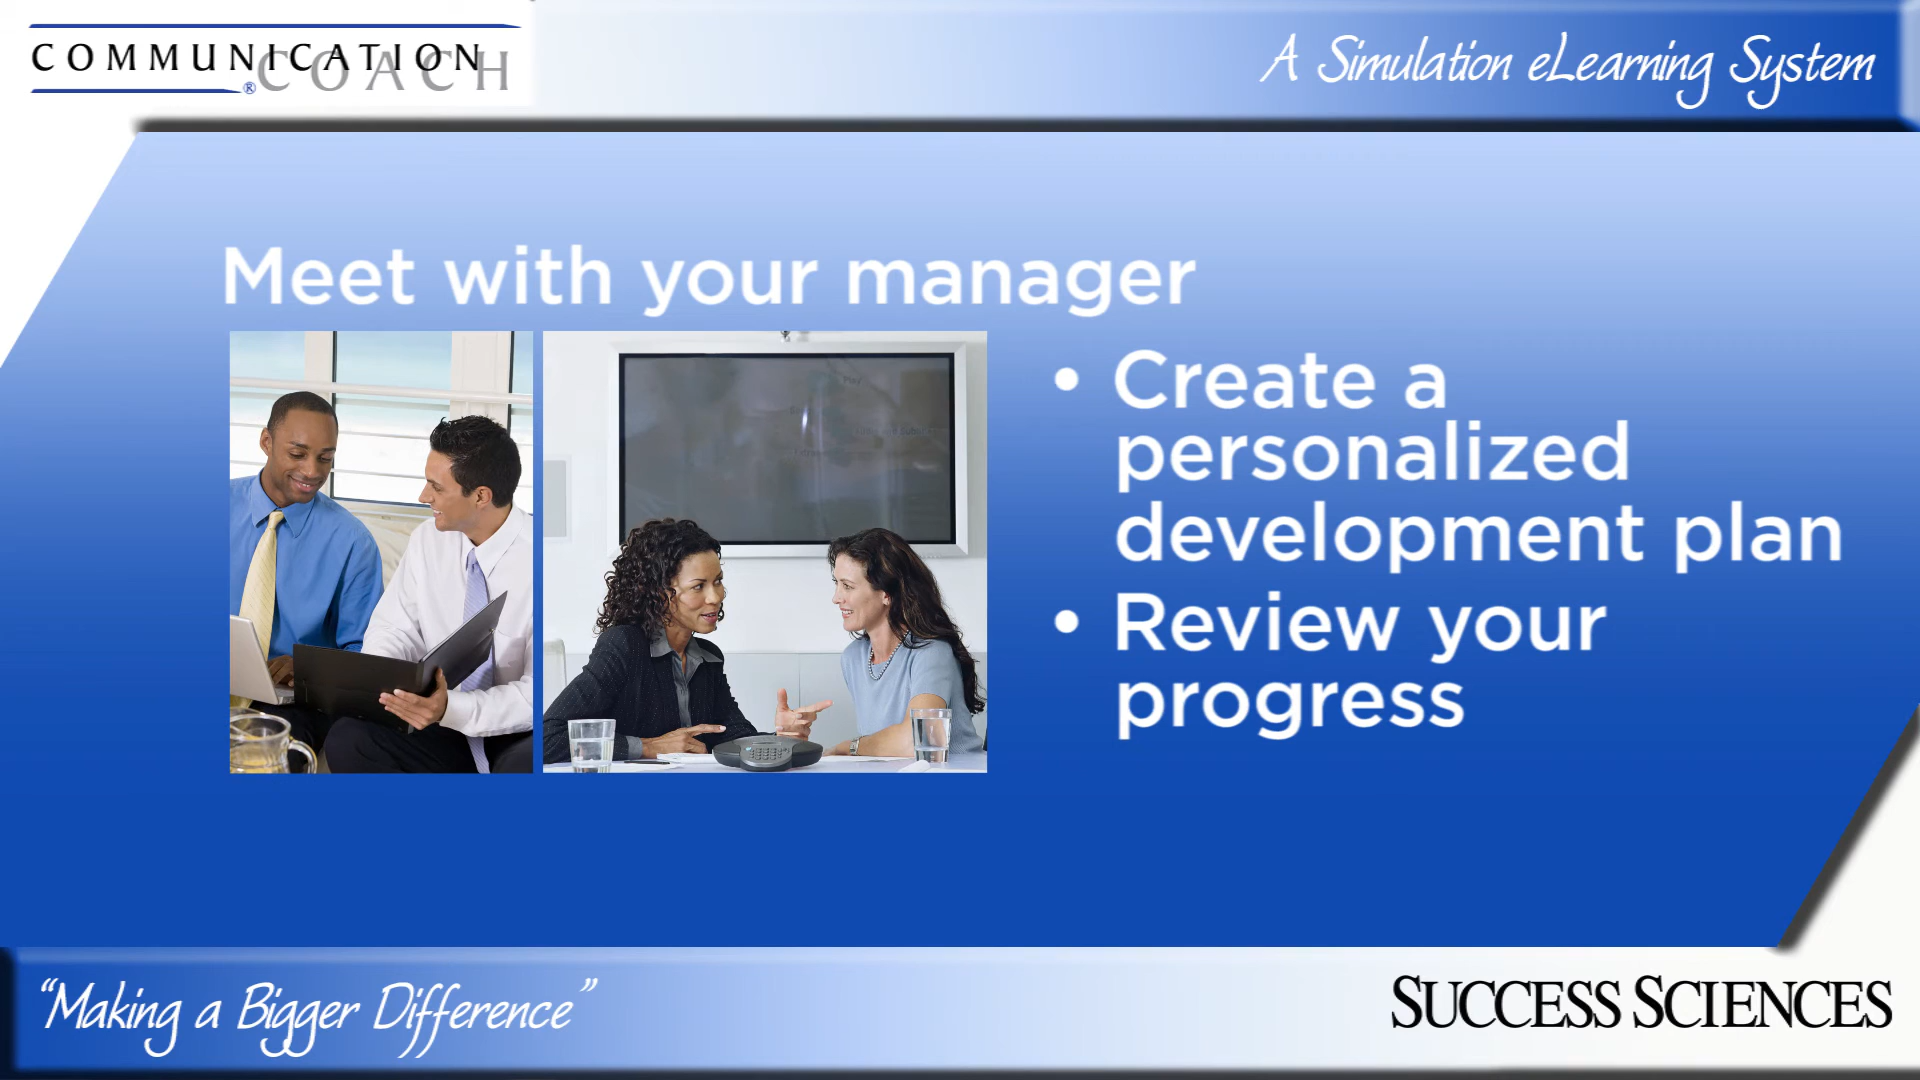 COMMUNICATION
® COACH
A Simulation eLearning System
Meet with your manager
• Create a
personalized
development plan
• Review your
progress
“Making a Bigger Difference”
SUCCESS SCIENCES